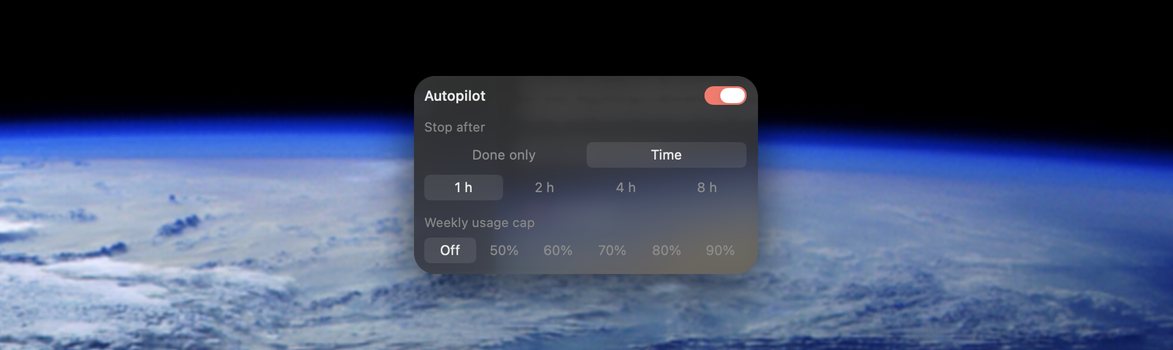 Autopilot
Stop after
Done only Time
1 h 2 h 4 h 8 h
Weekly usage cap
Off 50% 60% 70% 80% 90%